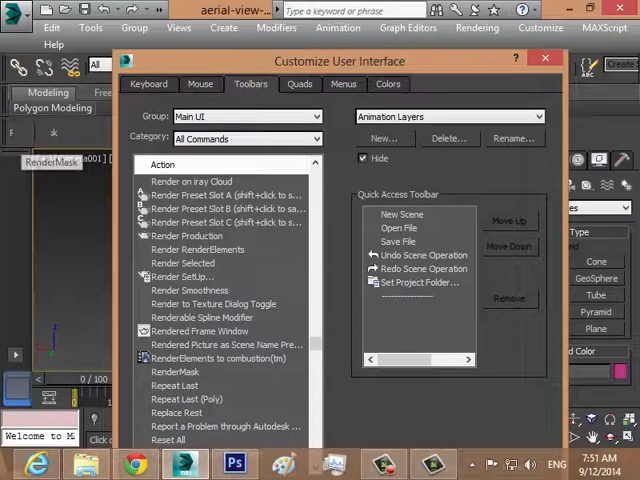 aerial-view-...
Type a keyword or phrase
Edit Tools Group Views Create Modifiers Animation Graph Editors Rendering Customize MAXScript
Help
Customize User Interface
? ×
All
Create S
Modeling
Polygon Modeling
RenderMask
Keyboard Mouse Toolbars Quads Menus Colors
Group: Main UI
Category: All Commands
Action
Render on iray Cloud
Render Preset Slot A (shift+click to s...
Render Preset Slot B (shift+click to sa...
Render Preset Slot C (shift+click to s...
Render Production
Render RenderElements
Render Selected
Render SetUp...
Render Smoothness
Render to Texture Dialog Toggle
Renderable Spline Modifier
Rendered Frame Window
Rendered Picture as Scene Name Pre...
RenderElements to combustion(tm)
RenderMask
Repeat Last
Repeat Last (Poly)
Replace Rest
Report a Problem through Autodesk ...
Reset All
Animation Layers
New... Delete... Rename...
Hide
Quick Access Toolbar
New Scene
Open File
Save File
Undo Scene Operation
Redo Scene Operation
Set Project Folder...
----------------
Move Up
Move Down
Remove
Type
Cone
GeoSphere
Tube
Pyramid
Plane
Color
z
0 / 100
Welcome to M
Click o
ENG
7:51 AM
9/12/2014